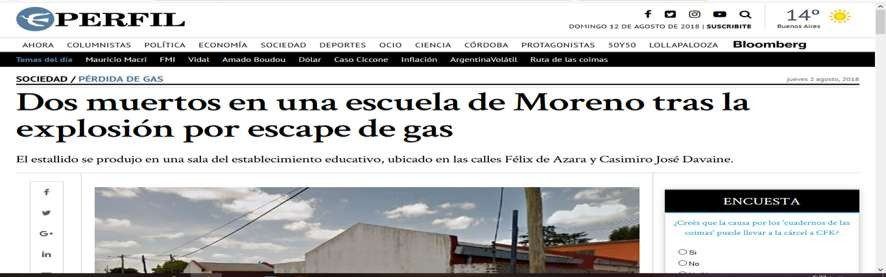 PERFIL
DOMINGO 12 DE AGOSTO DE 2018 | SUSCRIBITE
14°
Buenos Aires
AHORA COLUMNISTAS POLÍTICA ECONOMÍA SOCIEDAD DEPORTES OCIO CIENCIA CÓRDOBA PROTAGONISTAS 50Y50 LOLLAPALOOZA Bloomberg
Temas del día Mauricio Macri FMI Vidal Amado Boudou Dólar Caso Ciccone Inflación ArgentinaVolátil Ruta de las coimas
SOCIEDAD / PÉRDIDA DE GAS
jueves 2 agosto, 2018
Dos muertos en una escuela de Moreno tras la
explosión por escape de gas
El estallido se produjo en una sala del establecimiento educativo, ubicado en las calles Félix de Azara y Casimiro José Davaine.
ENCUESTA
¿Creés que la causa por los 'cuadernos de
las coimas' puede llevar a la cárcel a CFK?
Si
No